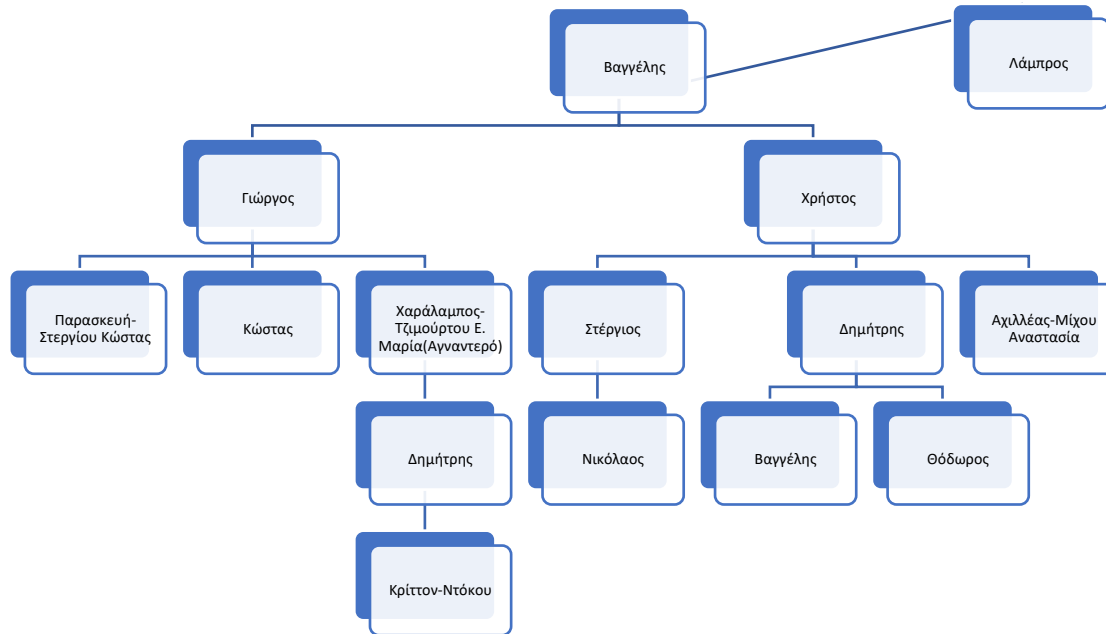 Βαγγέλης
Λάμπρος
Γιώργος
Χρήστος
Παρασκευή-
Στεργίου Κώστας
Κώστας
Χαράλαμπος-
Τζιμούρτου Ε.
Μαρία(Αγναντερό)
Στέργιος
Δημήτρης
Αχιλλέας-Μίχου
Αναστασία
Δημήτρης
Νικόλαος
Βαγγέλης
Θόδωρος
Κρίττον-Ντόκου